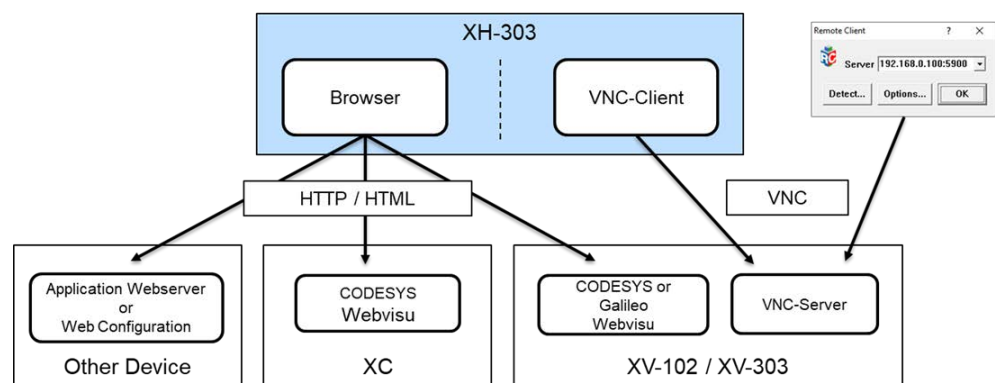 XH-303
Browser
VNC-Client
Remote Client
?
RC
Server 192.168.0.100:5900
Detect...
Options...
OK
HTTP / HTML
VNC
Application Webserver
or
Web Configuration
Other Device
CODESYS
Webvisu
XC
CODESYS or
Galileo
Webvisu
VNC-Server
XV-102 / XV-303